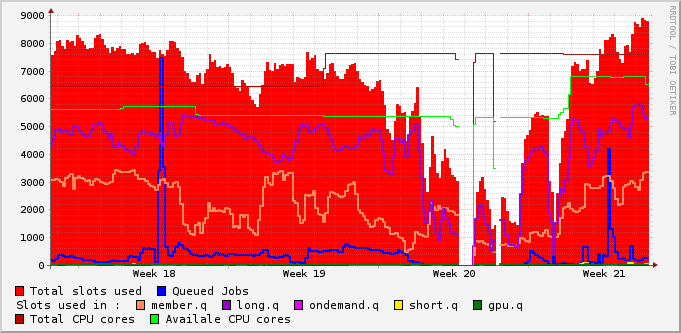 9000
8000
7000
6000
5000
4000
3000
2000
1000
0
Week 18 Week 19 Week 20 Week 21
Total slots used Queued Jobs
Slots used in : member.q long.q ondemand.q short.q gpu.q
Total CPU cores Availale CPU cores
RRDTOOL / TOBI OETIKER